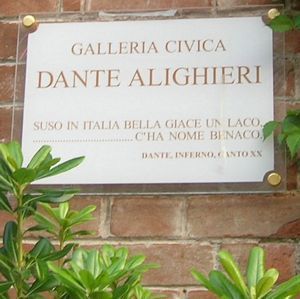 GALLERIA CIVICA
DANTE ALIGHIERI
SUSO IN ITALIA BELLA GIACE UN LACO,
..............................C'HA NOME BENACO,
DANTE, INFERNO, CANTO XX